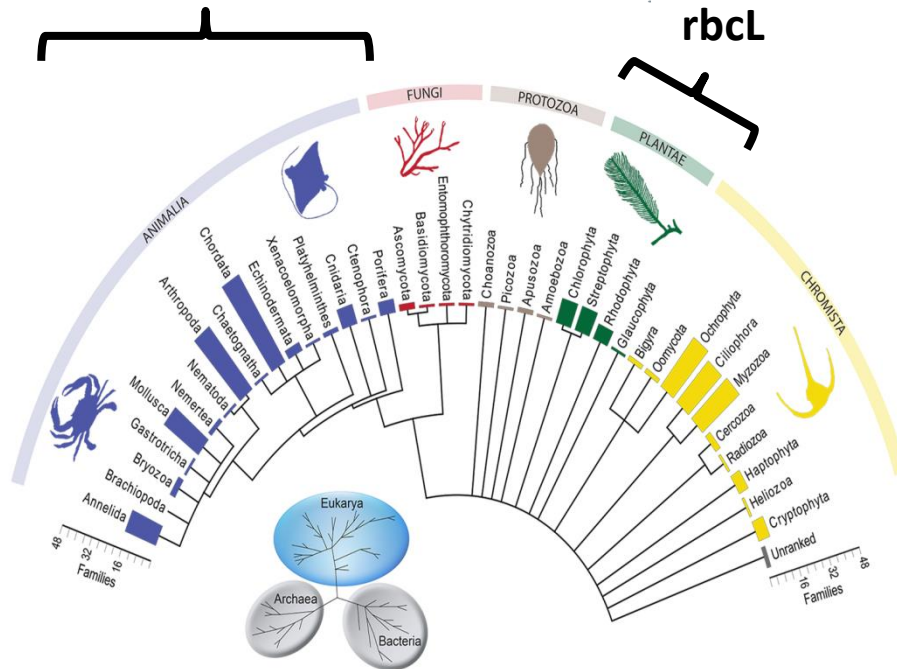 rbcL
ANIMALIA
FUNGI
PROTOZOA
PLANTAE
CHROMISTA
Annelida
Brachiopoda
Bryozoa
Gastrotricha
Mollusca
Nemertea
Nematoda
Arthropoda
Chaetognatha
Chordata
Echinodermata
Xenacoelomorpha
Platyhelminthes
Cnidaria
Ctenophora
Porifera
Ascomycota
Basidiomycota
Entomophthoromycota
Chytridiomycota
Choanozoa
Picozoa
Apusozoa
Amoebozoa
Chlorophyta
Streptophyta
Rhodophyta
Glaucophyta
Bigyra
Oomycota
Ochrophyta
Ciliophora
Myzozoa
Cercozoa
Radiozoa
Haptophyta
Heliozoa
Cryptophyta
Unranked
48 32 16
Families
16 32 48
Families
Eukarya
Archaea
Bacteria